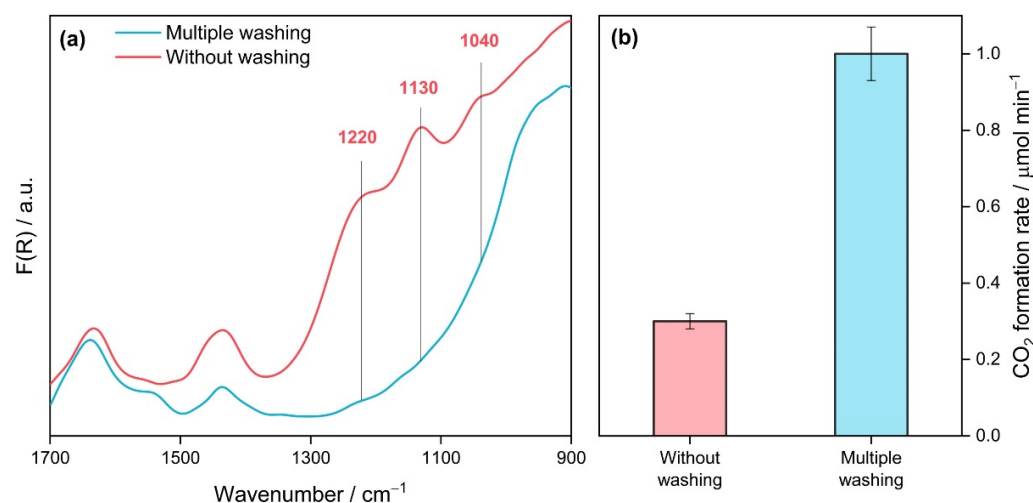 (a)
Multiple washing
Without washing
1220
1130
1040
F(R) / a.u.
1700
1500
1300
1100
900
Wavenumber / cm⁻¹
(b)
1.0
0.8
0.6
0.4
0.2
0.0
CO₂ formation rate / μmol min⁻¹
Without
washing
Multiple
washing